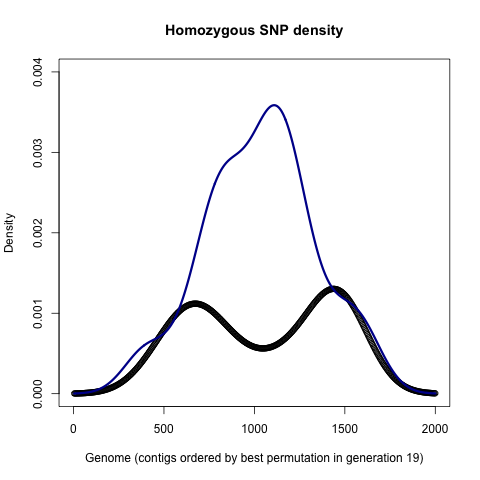 Homozygous SNP density
Density
0.004
0.003
0.002
0.001
0.000
0 500 1000 1500 2000
Genome (contigs ordered by best permutation in generation 19)